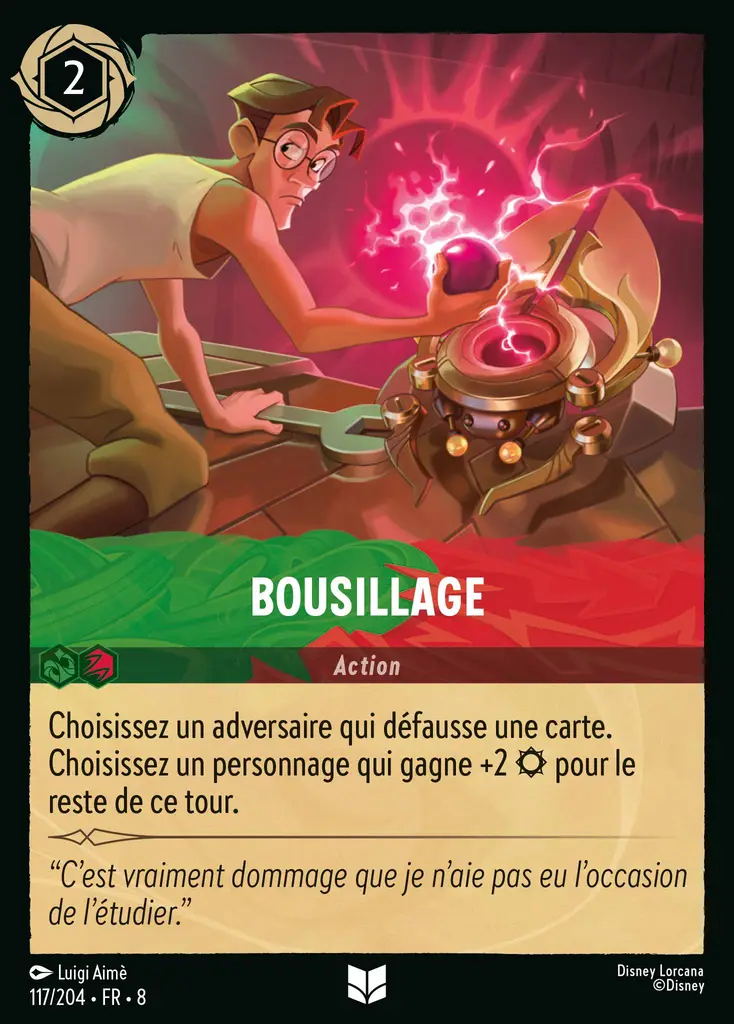 2
BOUSILLAGE
Action
Choisissez un adversaire qui défausse une carte.
Choisissez un personnage qui gagne +2 pour le
reste de ce tour.
“C’est vraiment dommage que je n’aie pas eu l’occasion
de l’étudier.”
Luigi Aimè
117/204 • FR • 8
Disney Lorcana
©Disney